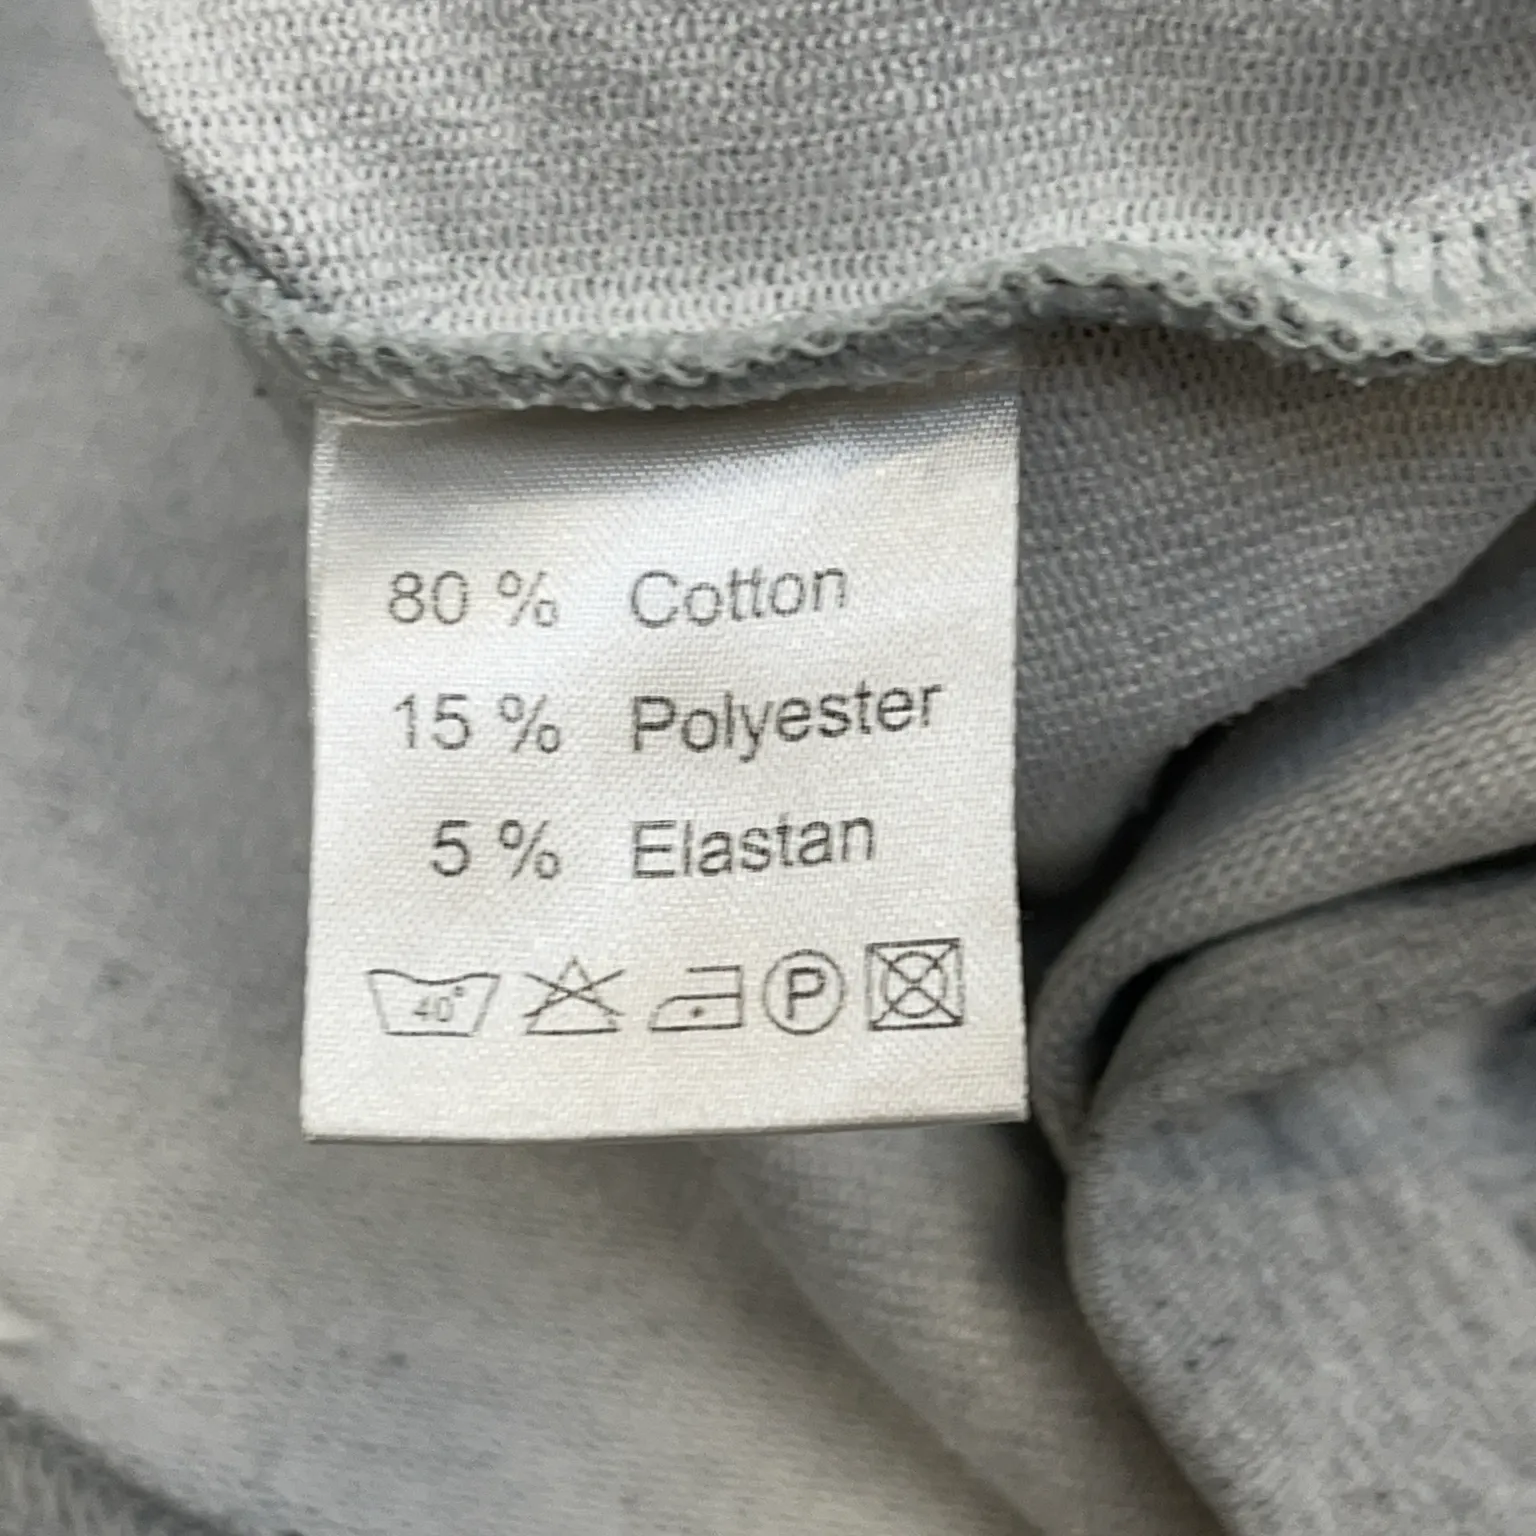 80 % Cotton
15 % Polyester
5 % Elastan
40° P